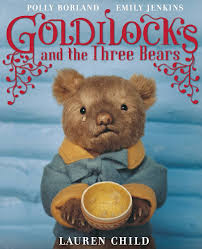 POLLY BORLAND EMILY JENKINS
GOLDILOCKS
and the Three Bears
LAUREN CHILD